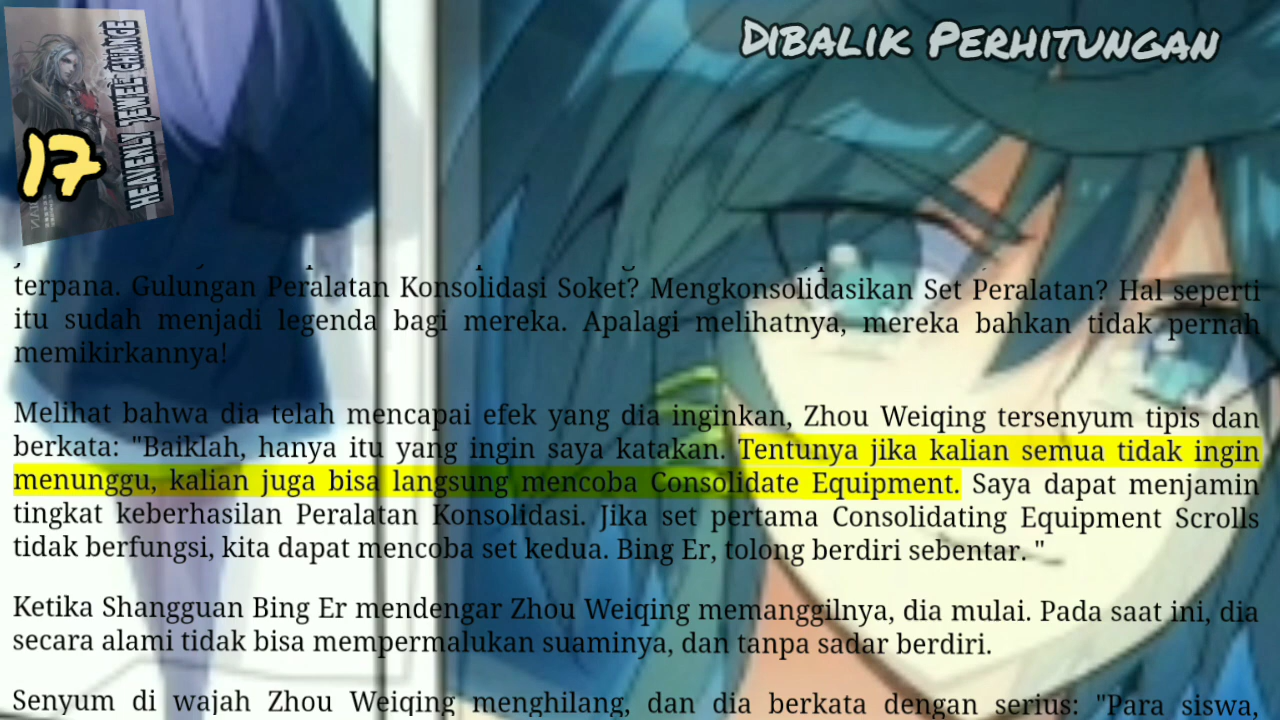 HEAVENLY JEWEL CHANGE
17
DIBALIK PERHITUNGAN
terpana. Gulungan Peralatan Konsolidasi Soket? Mengkonsolidasikan Set Peralatan? Hal seperti
itu sudah menjadi legenda bagi mereka. Apalagi melihatnya, mereka bahkan tidak pernah
memikirkannya!
Melihat bahwa dia telah mencapai efek yang dia inginkan, Zhou Weiqing tersenyum tipis dan
berkata: "Baiklah, hanya itu yang ingin saya katakan. Tentunya jika kalian semua tidak ingin
menunggu, kalian juga bisa langsung mencoba Consolidate Equipment. Saya dapat menjamin
tingkat keberhasilan Peralatan Konsolidasi. Jika set pertama Consolidating Equipment Scrolls
tidak berfungsi, kita dapat mencoba set kedua. Bing Er, tolong berdiri sebentar. "
Ketika Shangguan Bing Er mendengar Zhou Weiqing memanggilnya, dia mulai. Pada saat ini, dia
secara alami tidak bisa mempermalukan suaminya, dan tanpa sadar berdiri.
Senyum di wajah Zhou Weiqing menghilang, dan dia berkata dengan serius: "Para siswa,